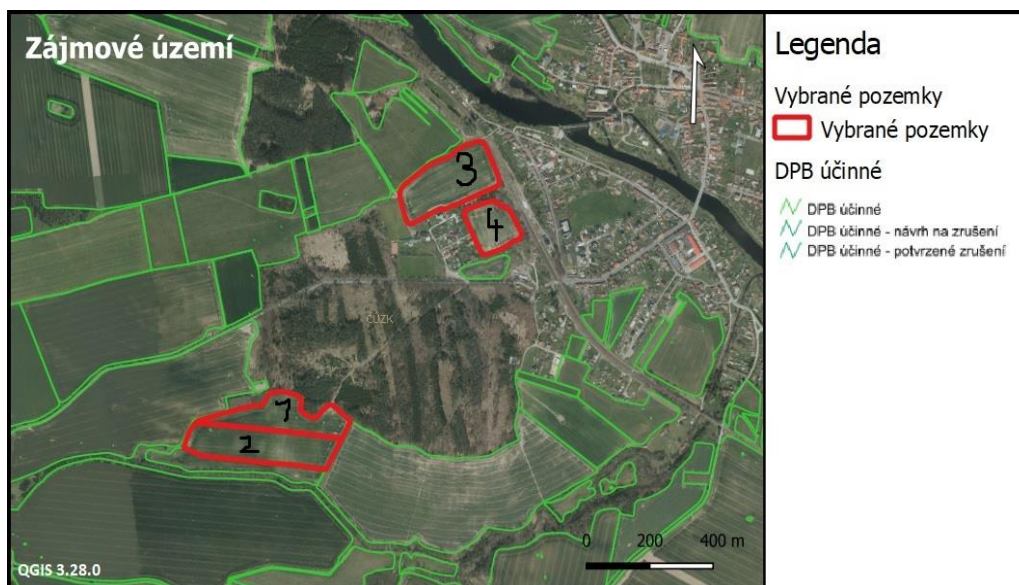 Zájmové území
Legenda
Vybrané pozemky
Vybrané pozemky
DPB účinné
DPB účinné
DPB účinné - návrh na zrušení
DPB účinné - potvrzené zrušení
3
4
ČÚZK
1
2
0 200 400 m
QGIS 3.28.0